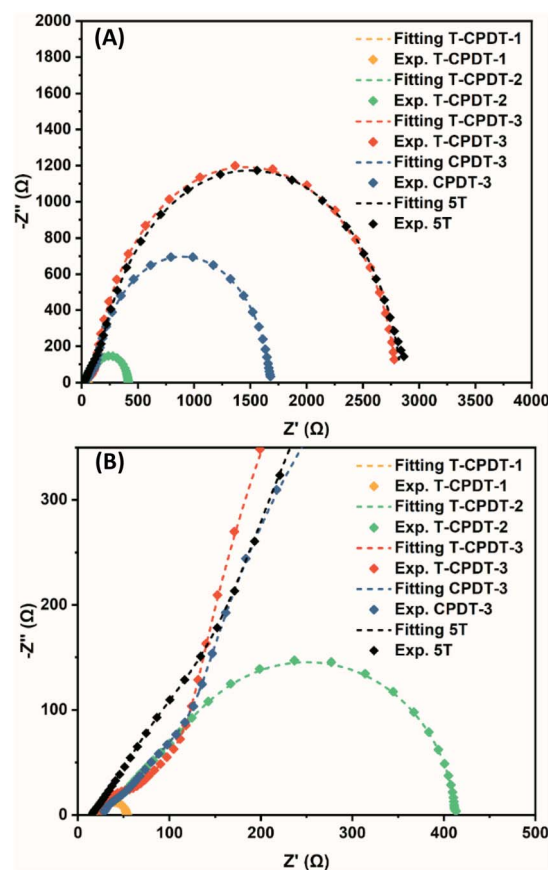 (A)
Fitting T-CPDT-1
Exp. T-CPDT-1
Fitting T-CPDT-2
Exp. T-CPDT-2
Fitting T-CPDT-3
Exp. T-CPDT-3
Fitting CPDT-3
Exp. CPDT-3
Fitting 5T
Exp. 5T
-Z'' (Ω)
2000
1800
1600
1400
1200
1000
800
600
400
200
0
0 500 1000 1500 2000 2500 3000 3500 4000
Z' (Ω)
(B)
Fitting T-CPDT-1
Exp. T-CPDT-1
Fitting T-CPDT-2
Exp. T-CPDT-2
Fitting T-CPDT-3
Exp. T-CPDT-3
Fitting CPDT-3
Exp. CPDT-3
Fitting 5T
Exp. 5T
-Z'' (Ω)
300
200
100
0
0 100 200 300 400 500
Z' (Ω)